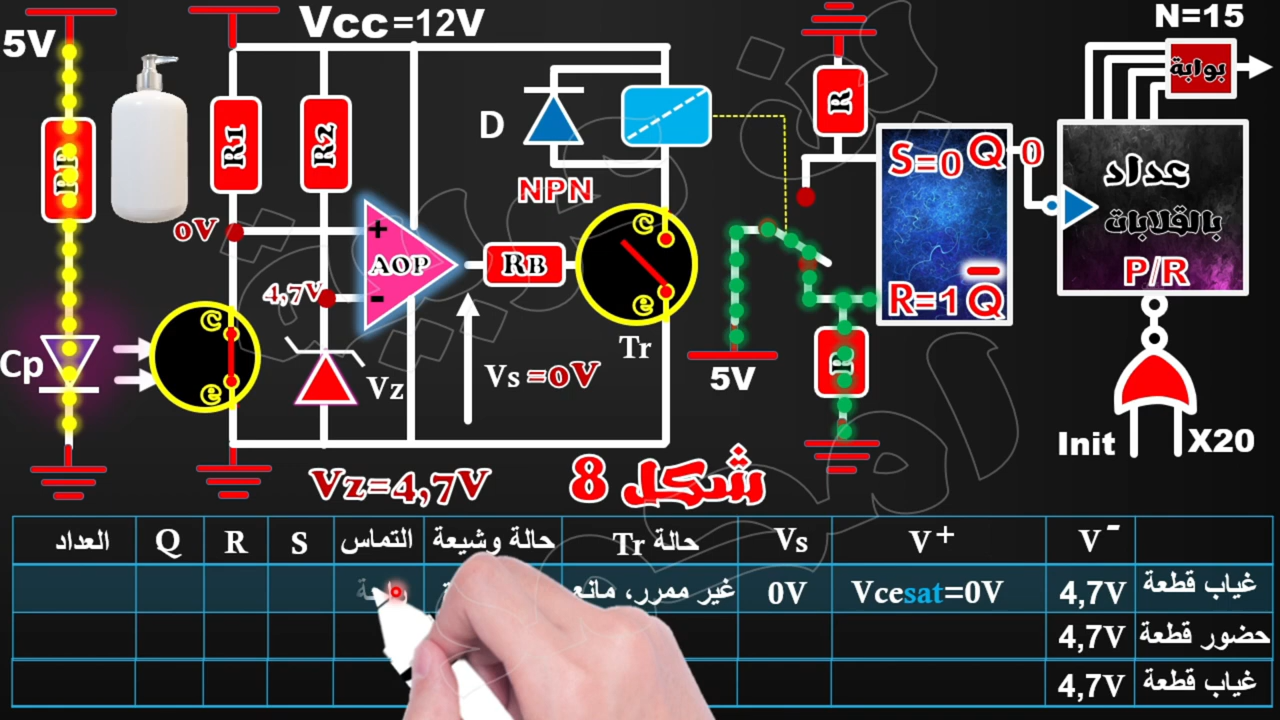 Vcc=12V
N=15
5V
بوابة
R1
R2
R
D
NPN
S=0
Q
0
عداد
بالقلابات
P/R
0V
+
AOP
-
RB
c
e
Tr
4,7V
R=1
Q
Cp
c
e
Vz
Vs =0V
5V
R
Init
X20
Vz=4,7V
شكل 8
V-
V+
Vs
حالة Tr
حالة وشيعة
التماس
S
R
Q
العداد
غياب قطعة
4,7V
Vcesat=0V
0V
غير ممرر، مانع
حضور قطعة
4,7V
غياب قطعة
4,7V